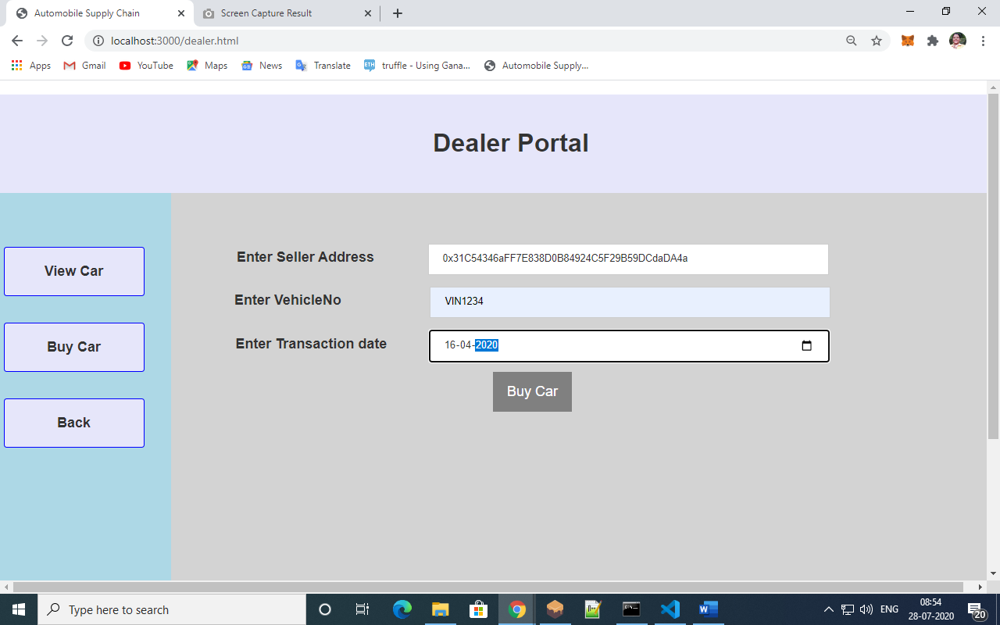 Automobile Supply Chain
Screen Capture Result
localhost:3000/dealer.html
Apps
Gmail
YouTube
Maps
News
Translate
ETH
truffle - Using Gana...
Automobile Supply...
Dealer Portal
View Car
Buy Car
Back
Enter Seller Address
0x31C54346aFF7E838D0B84924C5F29B59DCdaDA4a
Enter VehicleNo
VIN1234
Enter Transaction date
16-04-2020
Buy Car
Type here to search
ENG
08:54
28-07-2020
20